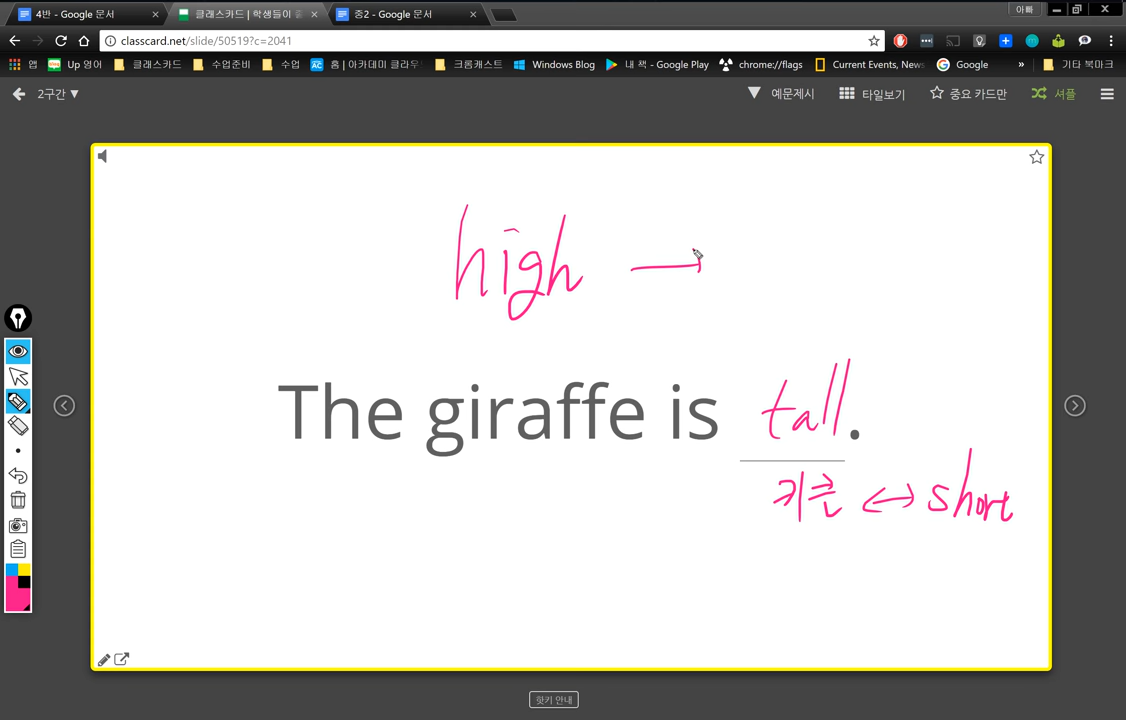 4반 - Google 문서
클래스카드 | 학생들이 즐
중2 - Google 문서
아빠
classcard.net/slide/50519?c=2041
앱 Up 영어 클래스카드 수업준비 수업 홈 | 아카데미 클라우 크롬캐스트 Windows Blog 내 책 - Google Play chrome://flags Current Events, News Google » 기타 북마크
2구간 ▼ ▼ 예문제시 타일보기 중요 카드만 셔플
high →
The giraffe is tall.
키큰 ↔ short
핫키 안내